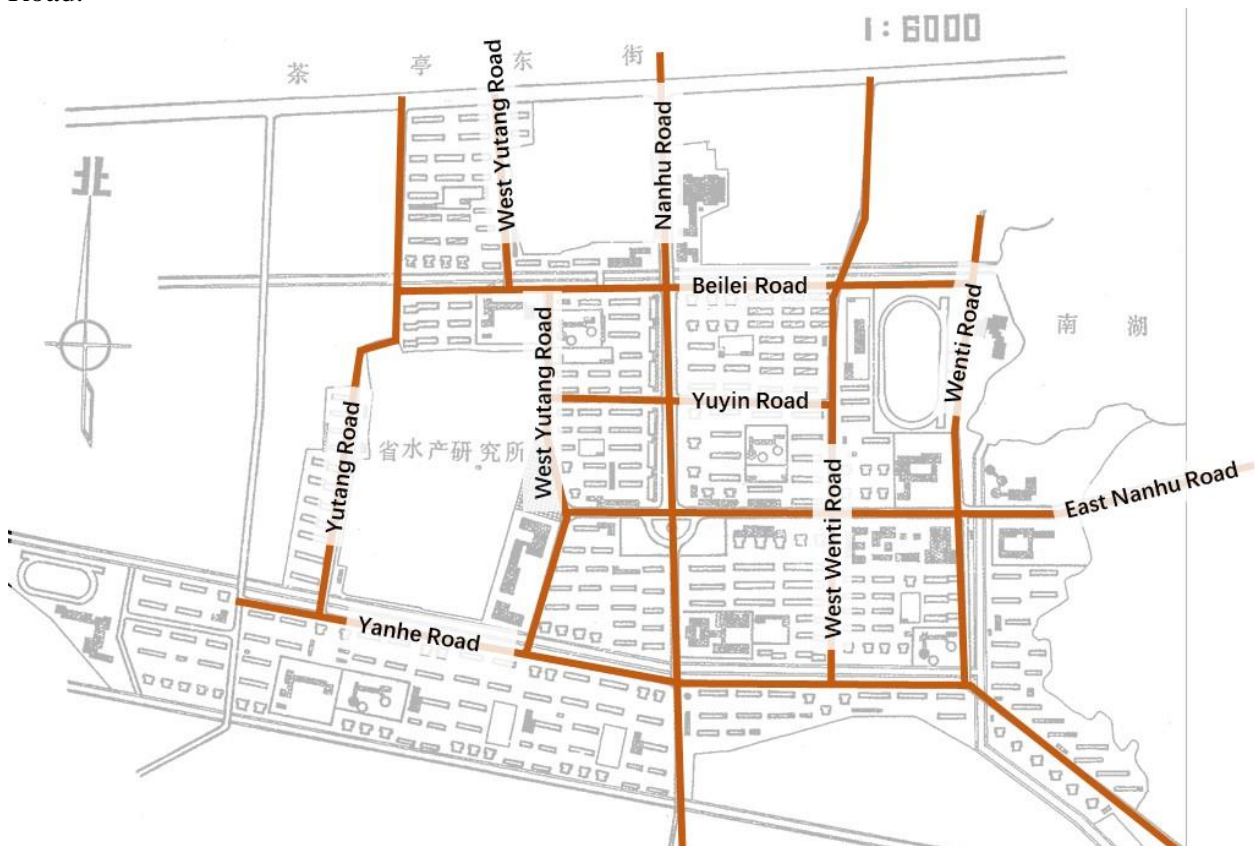 Road.
1:6000
茶亭东街
北
West Yutang Road
Nanhu Road
Beilei Road
南湖
West Yutang Road
Wenti Road
Yuyin Road
省水产研究所
Yutang Road
East Nanhu Road
West Wenti Road
Yanhe Road